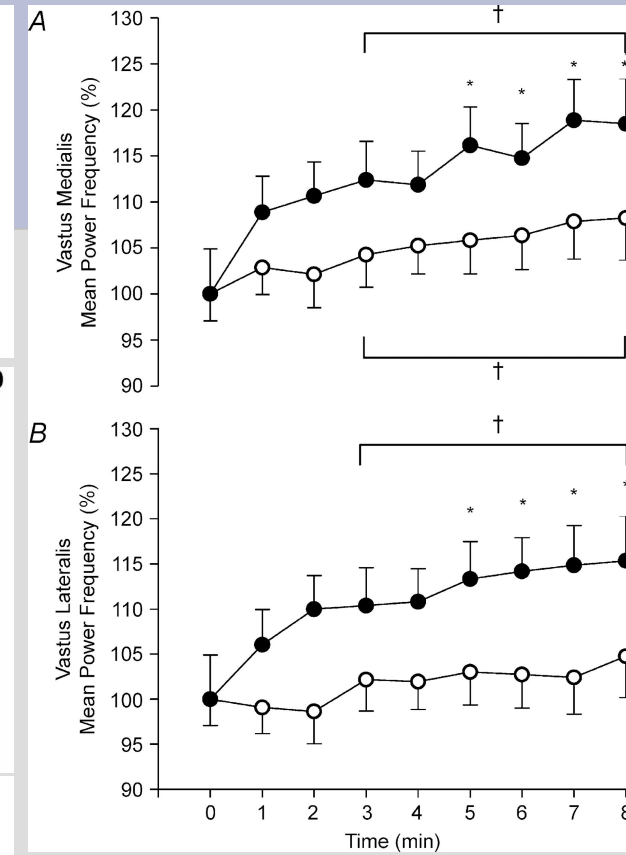 A
†
130
125
120
115
110
105
100
95
90
Vastus Medialis
Mean Power Frequency (%)
* * * *
†
B
†
130
125
120
115
110
105
100
95
90
Vastus Lateralis
Mean Power Frequency (%)
* * * *
0 1 2 3 4 5 6 7 8
Time (min)